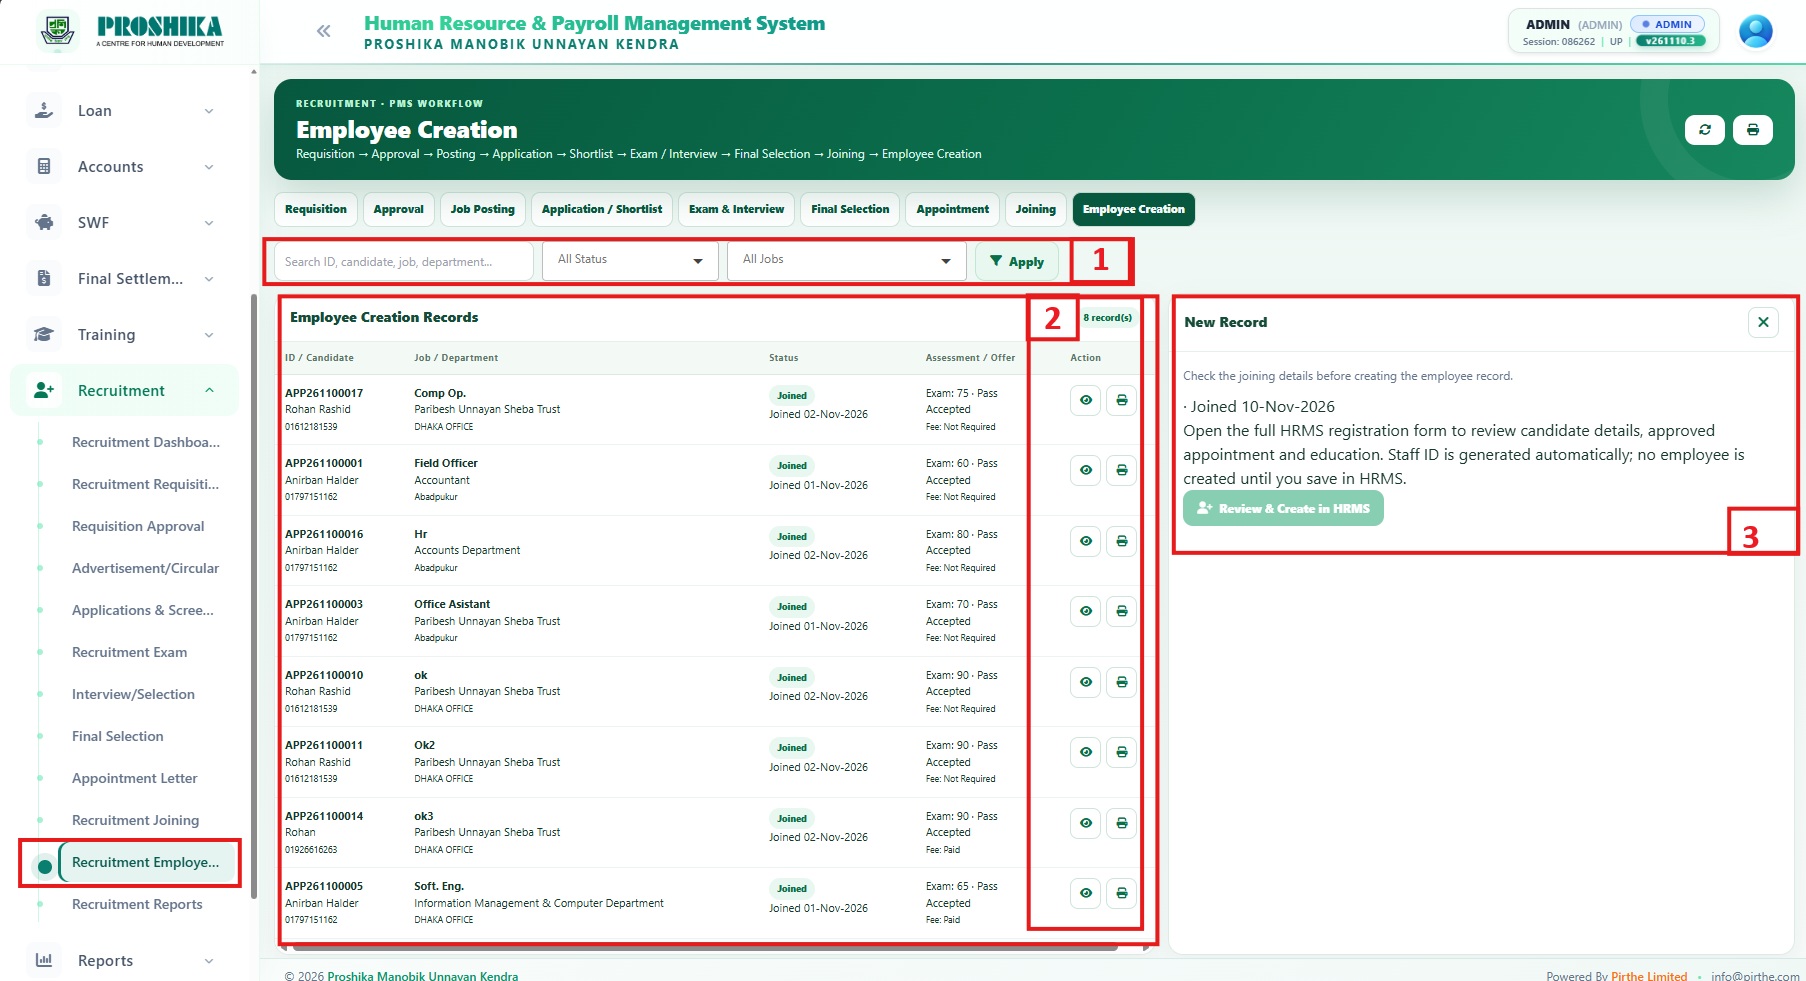 PROSHIKA
A CENTRE FOR HUMAN DEVELOPMENT
Human Resource & Payroll Management System
PROSHIKA MANOBIK UNNAYAN KENDRA
ADMIN (ADMIN) ADMIN
Session: 086262 | UP | v261110.3
Loan
Accounts
SWF
Final Settlem...
Training
Recruitment
Recruitment Dashboa...
Recruitment Requisiti...
Requisition Approval
Advertisement/Circular
Applications & Scree...
Recruitment Exam
Interview/Selection
Final Selection
Appointment Letter
Recruitment Joining
Recruitment Employe...
Recruitment Reports
Reports
RECRUITMENT · PMS WORKFLOW
Employee Creation
Requisition → Approval → Posting → Application → Shortlist → Exam / Interview → Final Selection → Joining → Employee Creation
Requisition Approval Job Posting Application / Shortlist Exam & Interview Final Selection Appointment Joining Employee Creation
Search ID, candidate, job, department... All Status All Jobs Apply 1
Employee Creation Records 2 8 record(s)
ID / Candidate Job / Department Status Assessment / Offer Action
APP261100017 Comp Op. Joined Exam: 75 · Pass
Rohan Rashid Paribesh Unnayan Sheba Trust Joined 02-Nov-2026 Accepted
01612181539 DHAKA OFFICE Fee: Not Required
APP261100001 Field Officer Joined Exam: 60 · Pass
Anirban Halder Accountant Joined 01-Nov-2026 Accepted
01797151162 Abadpukur Fee: Not Required
APP261100016 Hr Joined Exam: 80 · Pass
Anirban Halder Accounts Department Joined 02-Nov-2026 Accepted
01797151162 Abadpukur Fee: Not Required
APP261100003 Office Asistant Joined Exam: 70 · Pass
Anirban Halder Paribesh Unnayan Sheba Trust Joined 01-Nov-2026 Accepted
01797151162 Abadpukur Fee: Not Required
APP261100010 ok Joined Exam: 90 · Pass
Rohan Rashid Paribesh Unnayan Sheba Trust Joined 02-Nov-2026 Accepted
01612181539 DHAKA OFFICE Fee: Not Required
APP261100011 Ok2 Joined Exam: 90 · Pass
Rohan Rashid Paribesh Unnayan Sheba Trust Joined 02-Nov-2026 Accepted
01612181539 DHAKA OFFICE Fee: Not Required
APP261100014 ok3 Joined Exam: 90 · Pass
Rohan Paribesh Unnayan Sheba Trust Joined 02-Nov-2026 Accepted
01926616263 DHAKA OFFICE Fee: Paid
APP261100005 Soft. Eng. Joined Exam: 65 · Pass
Anirban Halder Information Management & Computer Department Joined 01-Nov-2026 Accepted
01797151162 DHAKA OFFICE Fee: Paid
New Record
Check the joining details before creating the employee record.
· Joined 10-Nov-2026
Open the full HRMS registration form to review candidate details, approved
appointment and education. Staff ID is generated automatically; no employee is
created until you save in HRMS.
Review & Create in HRMS
3
© 2026 Proshika Manobik Unnayan Kendra
Powered By Pirthe Limited • info@pirthe.com